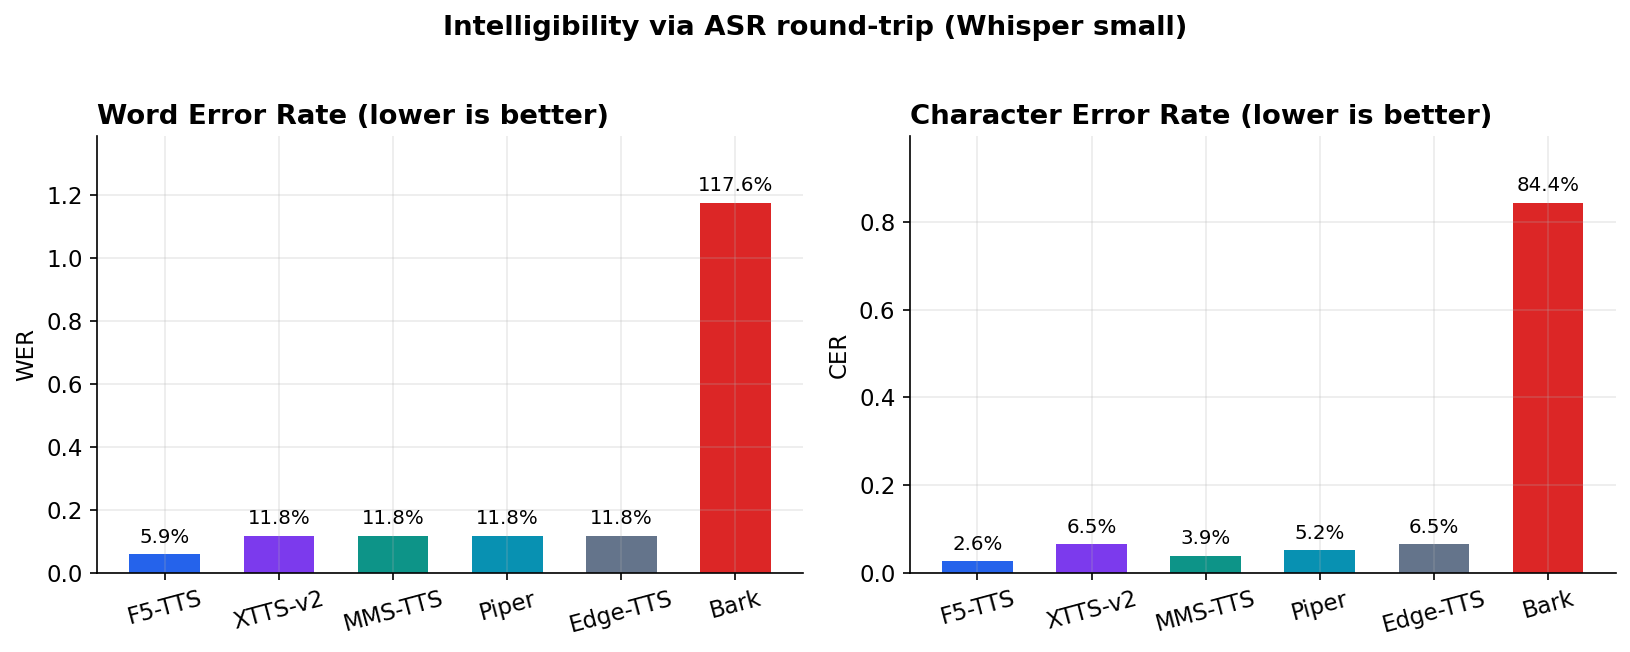 Intelligibility via ASR round-trip (Whisper small)
Word Error Rate (lower is better)
WER
1.2
1.0
0.8
0.6
0.4
0.2
0.0
5.9%
11.8%
11.8%
11.8%
11.8%
117.6%
F5-TTS
XTTS-v2
MMS-TTS
Piper
Edge-TTS
Bark
Character Error Rate (lower is better)
CER
0.8
0.6
0.4
0.2
0.0
2.6%
6.5%
3.9%
5.2%
6.5%
84.4%
F5-TTS
XTTS-v2
MMS-TTS
Piper
Edge-TTS
Bark